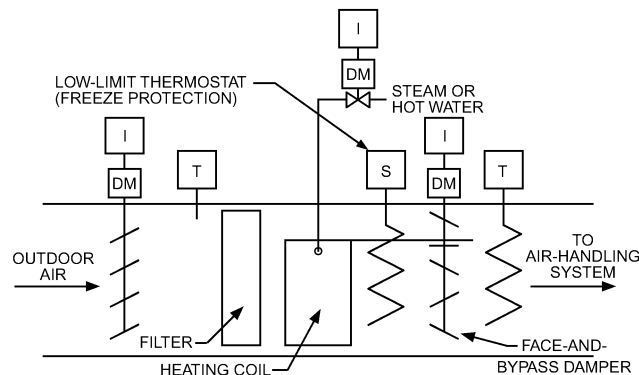 I
DM
LOW-LIMIT THERMOSTAT
(FREEZE PROTECTION)
STEAM OR
HOT WATER
I
T
S
I
T
DM
DM
OUTDOOR
AIR
TO
AIR-HANDLING
SYSTEM
FILTER
HEATING COIL
FACE-AND-
BYPASS DAMPER